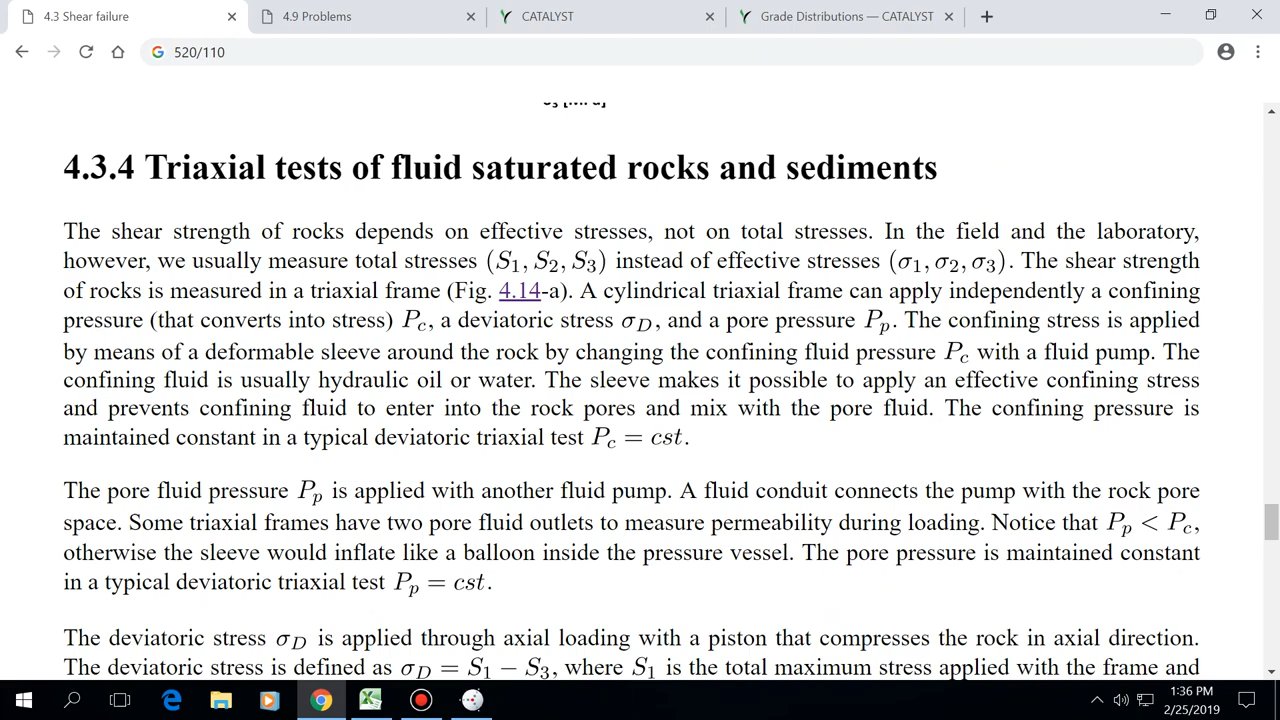 4.3 Shear failure
4.9 Problems
CATALYST
Grade Distributions — CATALYST
520/110
4.3.4 Triaxial tests of fluid saturated rocks and sediments
The shear strength of rocks depends on effective stresses, not on total stresses. In the field and the laboratory,
however, we usually measure total stresses (S1, S2, S3) instead of effective stresses (σ1, σ2, σ3). The shear strength
of rocks is measured in a triaxial frame (Fig. 4.14-a). A cylindrical triaxial frame can apply independently a confining
pressure (that converts into stress) Pc, a deviatoric stress σD, and a pore pressure Pp. The confining stress is applied
by means of a deformable sleeve around the rock by changing the confining fluid pressure Pc with a fluid pump. The
confining fluid is usually hydraulic oil or water. The sleeve makes it possible to apply an effective confining stress
and prevents confining fluid to enter into the rock pores and mix with the pore fluid. The confining pressure is
maintained constant in a typical deviatoric triaxial test Pc = cst.
The pore fluid pressure Pp is applied with another fluid pump. A fluid conduit connects the pump with the rock pore
space. Some triaxial frames have two pore fluid outlets to measure permeability during loading. Notice that Pp < Pc,
otherwise the sleeve would inflate like a balloon inside the pressure vessel. The pore pressure is maintained constant
in a typical deviatoric triaxial test Pp = cst.
The deviatoric stress σD is applied through axial loading with a piston that compresses the rock in axial direction.
The deviatoric stress is defined as σD = S1 − S3, where S1 is the total maximum stress applied with the frame and
1:36 PM
2/25/2019